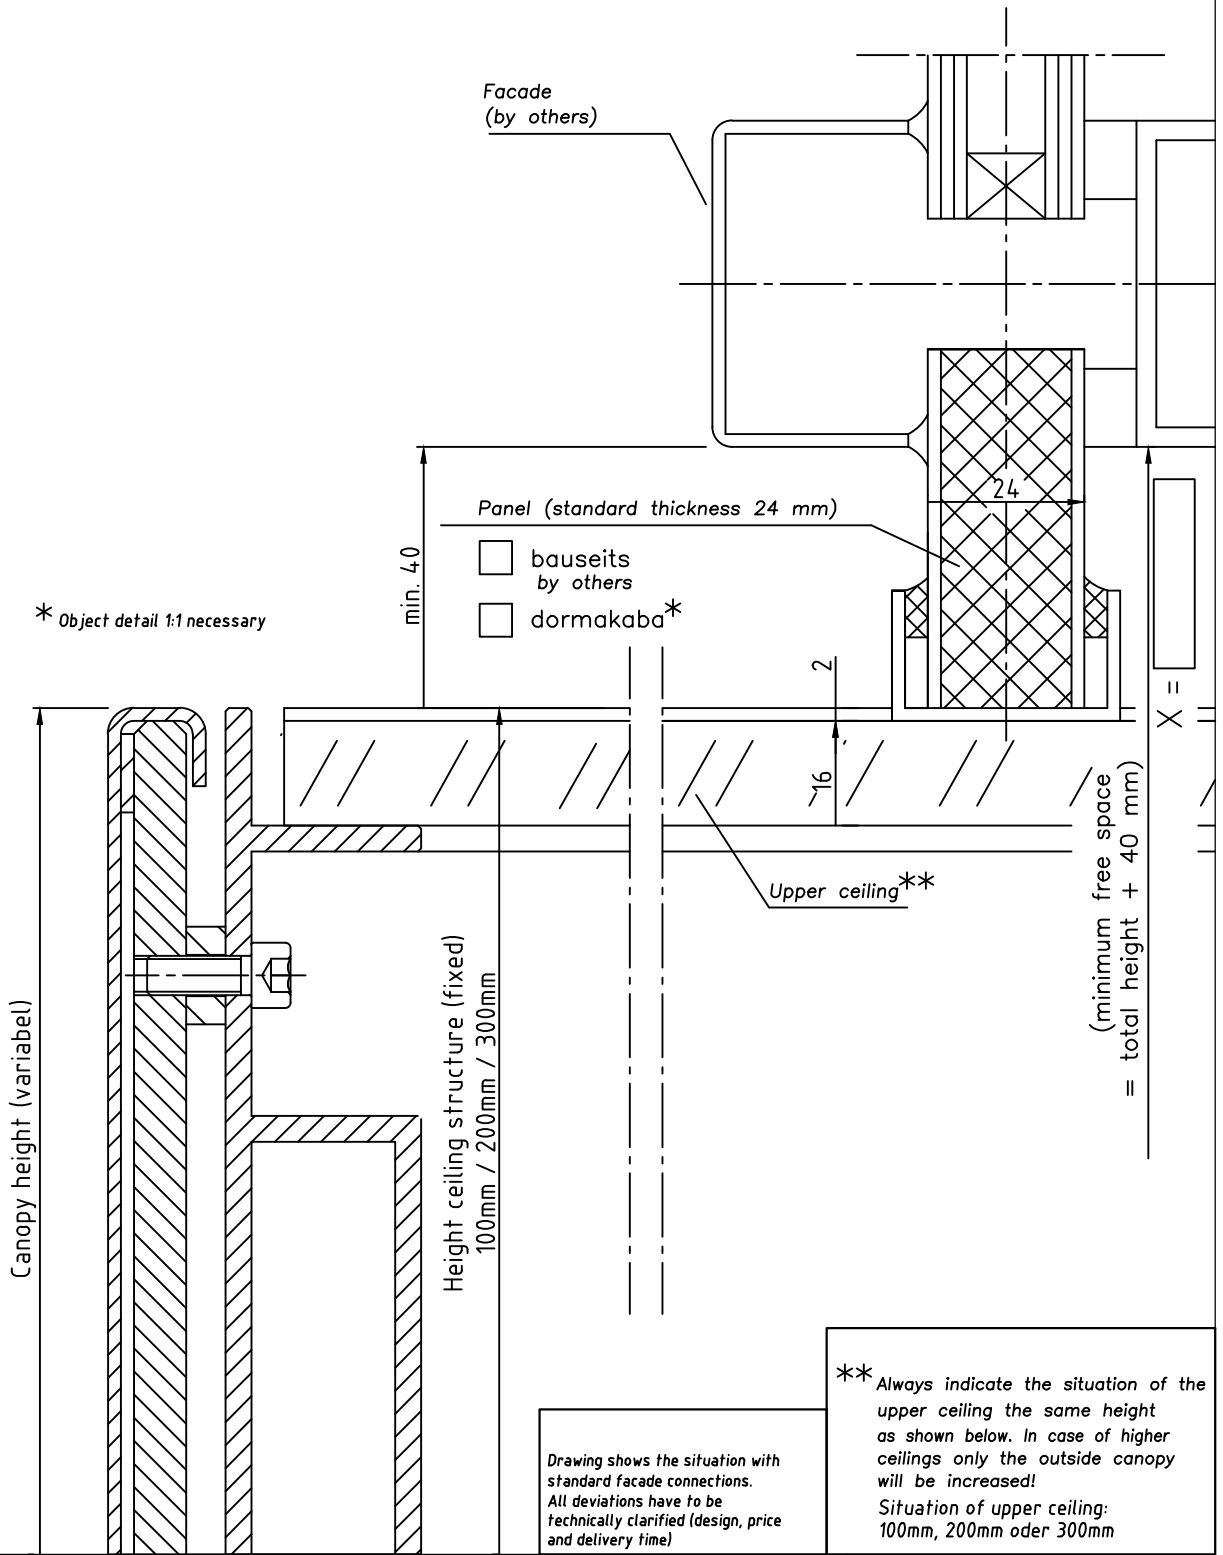 Facade
(by others)
24
Panel (standard thickness 24 mm)
bauseits
by others
dormakaba*
min. 40
* Object detail 1:1 necessary
2
16
X =
(minimum free space
= total height + 40 mm)
Upper ceiling**
Canopy height (variabel)
Height ceiling structure (fixed)
100mm / 200mm / 300mm
Drawing shows the situation with
standard facade connections.
All deviations have to be
technically clarified (design, price
and delivery time)
** Always indicate the situation of the
upper ceiling the same height
as shown below. In case of higher
ceilings only the outside canopy
will be increased!
Situation of upper ceiling:
100mm, 200mm oder 300mm